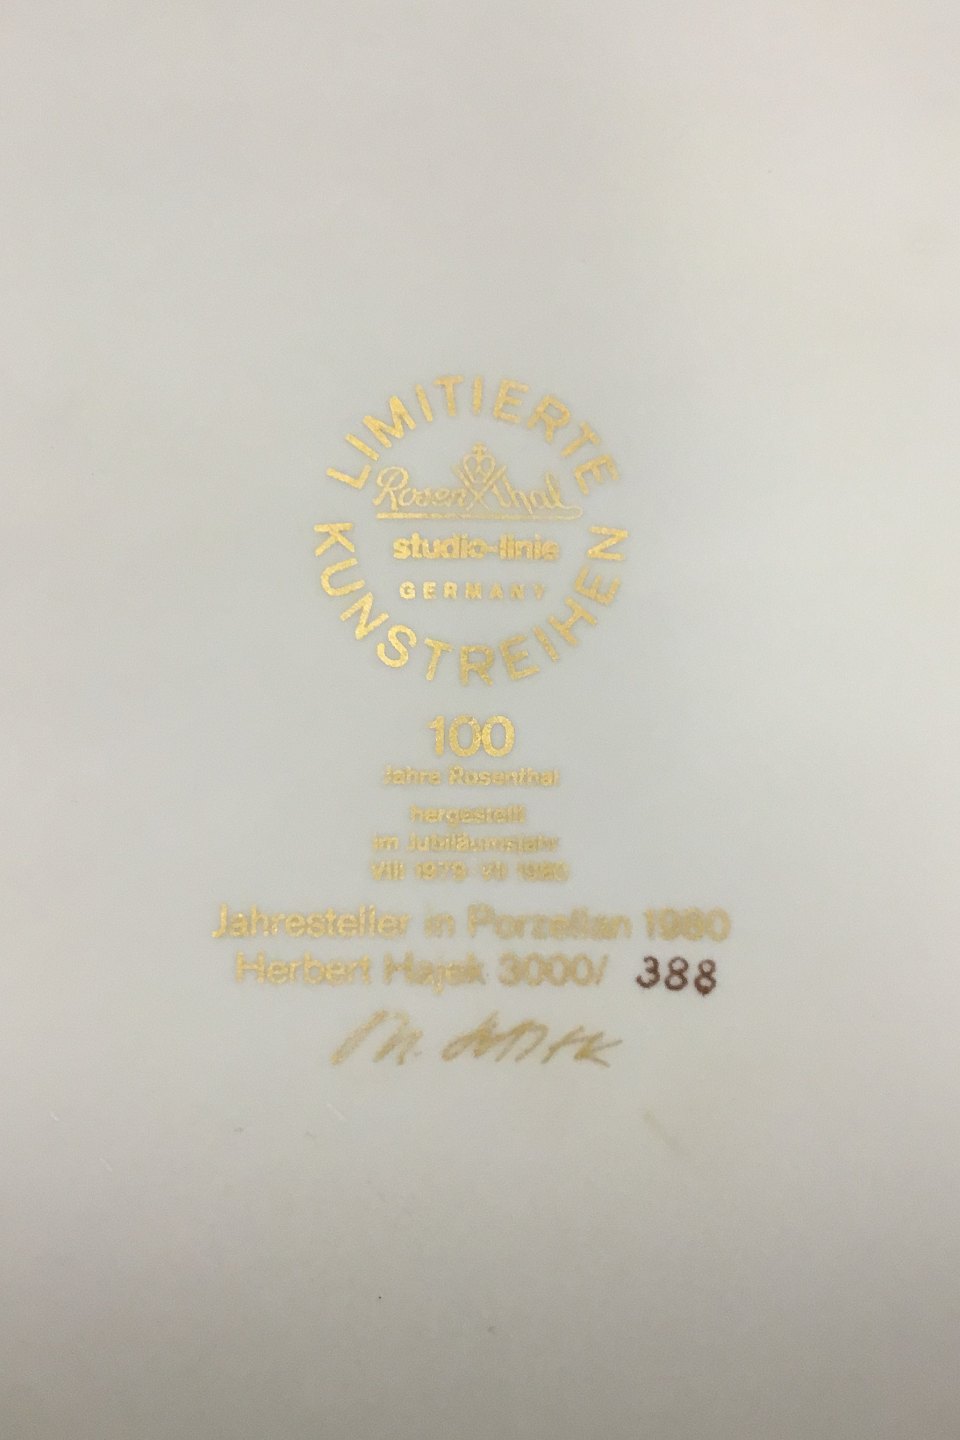 LIMITIERTE
Rosenthal
studio-linie
GERMANY
KUNSTREIHEN
100
Jahre Rosenthal
hergestellt
im Jubiläumsjahr
VIII 1979 - VII 1980
Jahresteller in Porzellan 1980
Herbert Hajek 3000/ 388